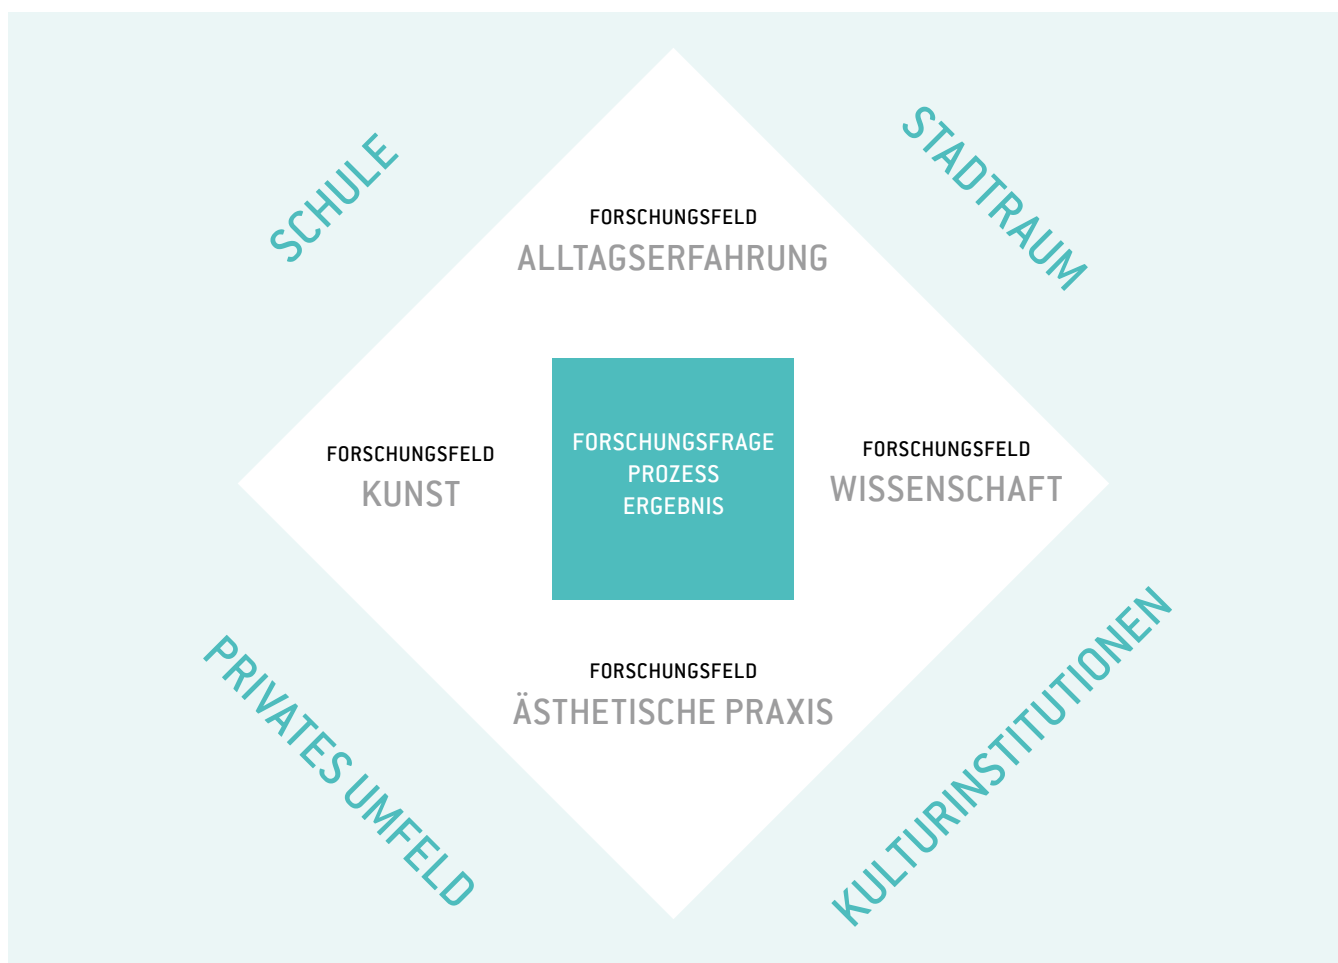 SCHULE
STADTRAUM
FORSCHUNGSFELD
ALLTAGSERFAHRUNG
FORSCHUNGSFELD
KUNST
FORSCHUNGSFRAGE
PROZESS
ERGEBNIS
FORSCHUNGSFELD
WISSENSCHAFT
FORSCHUNGSFELD
ÄSTHETISCHE PRAXIS
PRIVATES UMFELD
KULTURINSTITUTIONEN